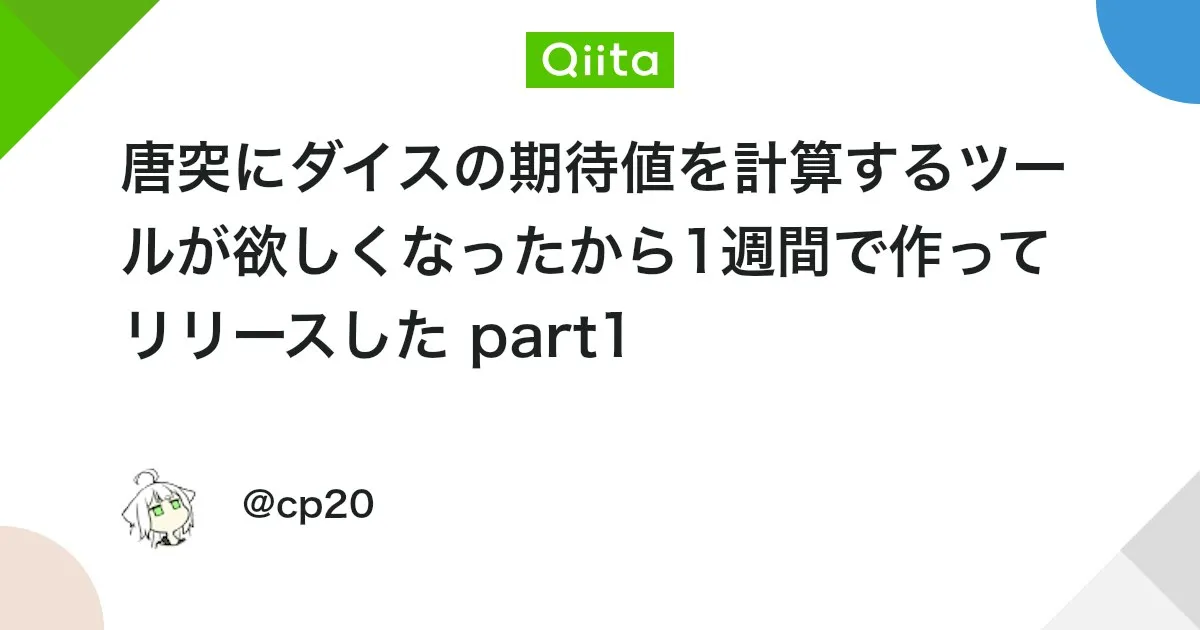 Qiita
唐突にダイスの期待値を計算するツー
ルが欲しくなったから1週間で作って
リリースした part1
@cp20